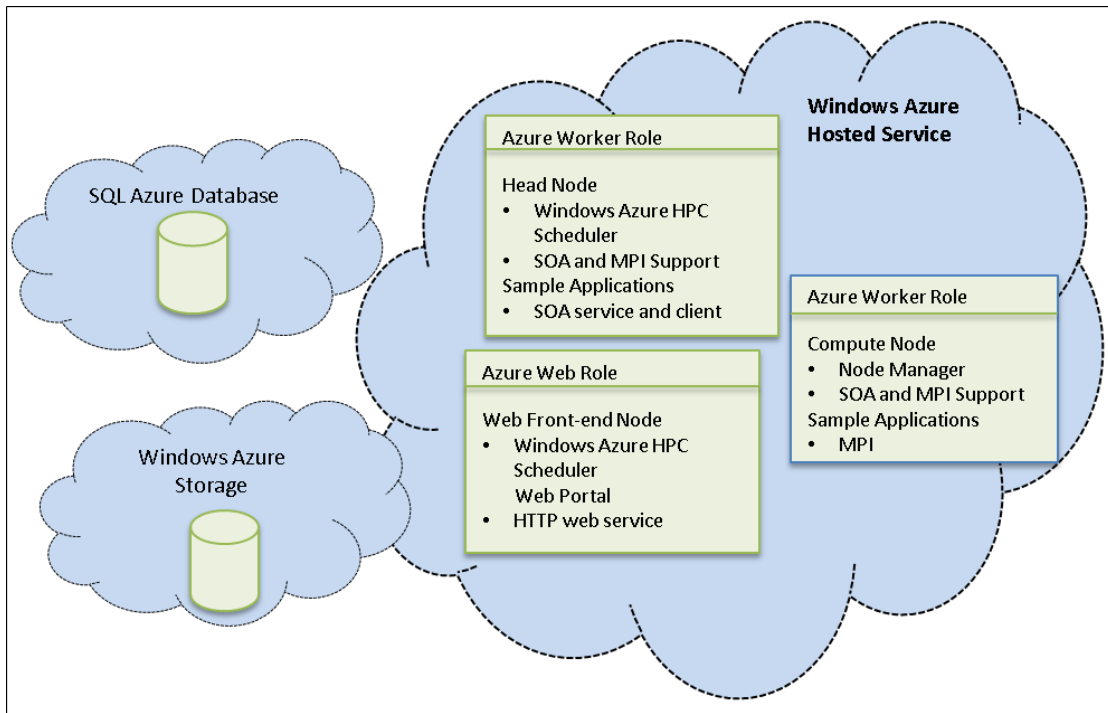 SQL Azure Database
Windows Azure
Storage
Windows Azure
Hosted Service
Azure Worker Role
Head Node
• Windows Azure HPC
Scheduler
• SOA and MPI Support
Sample Applications
• SOA service and client
Azure Web Role
Web Front-end Node
• Windows Azure HPC
Scheduler
Web Portal
• HTTP web service
Azure Worker Role
Compute Node
• Node Manager
• SOA and MPI Support
Sample Applications
• MPI